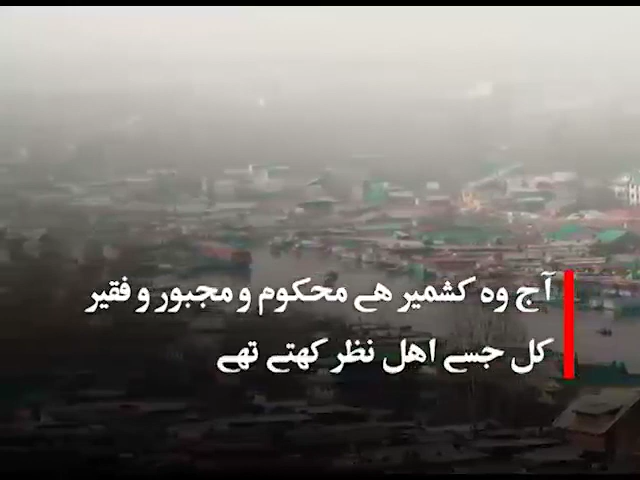 آج وہ کشمیر ھے محکوم و مجبور و فقیر
کل جسے اھل نظر کھتے تھے